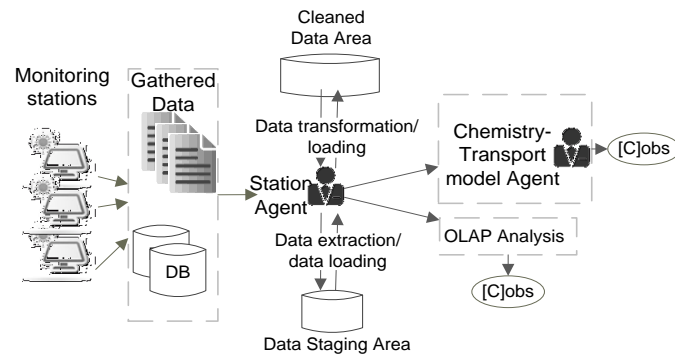 Cleaned
Data Area
Monitoring
stations
Gathered
Data
Data transformation/
loading
Chemistry-
Transport
model Agent
[C]obs
Station
Agent
Data extraction/
data loading
OLAP Analysis
DB
[C]obs
Data Staging Area